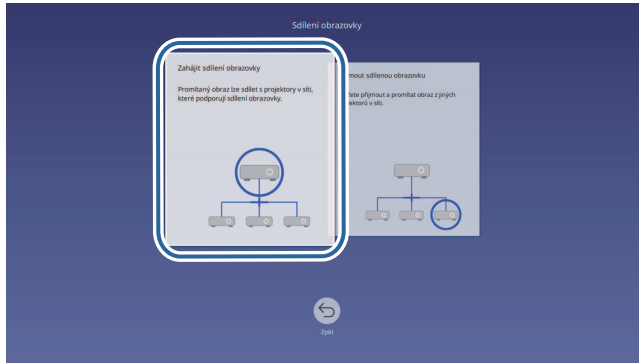 Sdílení obrazovky
Zahájit sdílení obrazovky
Promítaný obraz lze sdílet s projektory v síti,
které podporují sdílení obrazovky.
mout sdílenou obrazovku
ete přijmout a promítat obraz z jiných
ektorů v síti.
Zpět